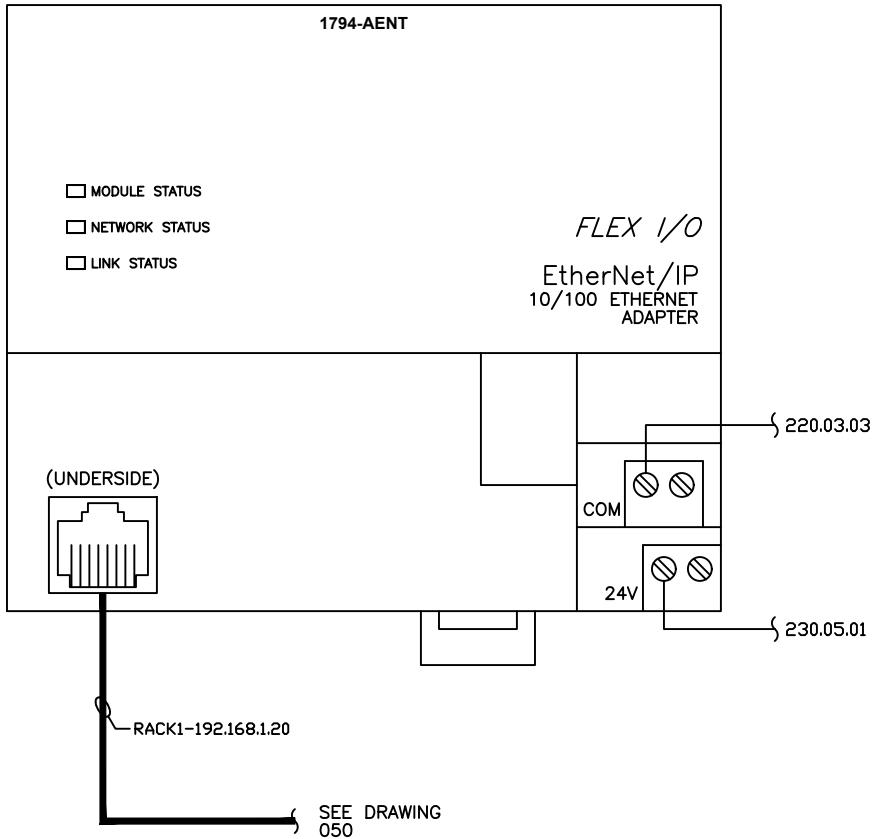 1794-AENT
MODULE STATUS
NETWORK STATUS
LINK STATUS
FLEX I/O
EtherNet/IP
10/100 ETHERNET
ADAPTER
220.03.03
(UNDERSIDE)
COM
24V
230.05.01
RACK1-192.168.1.20
SEE DRAWING
050